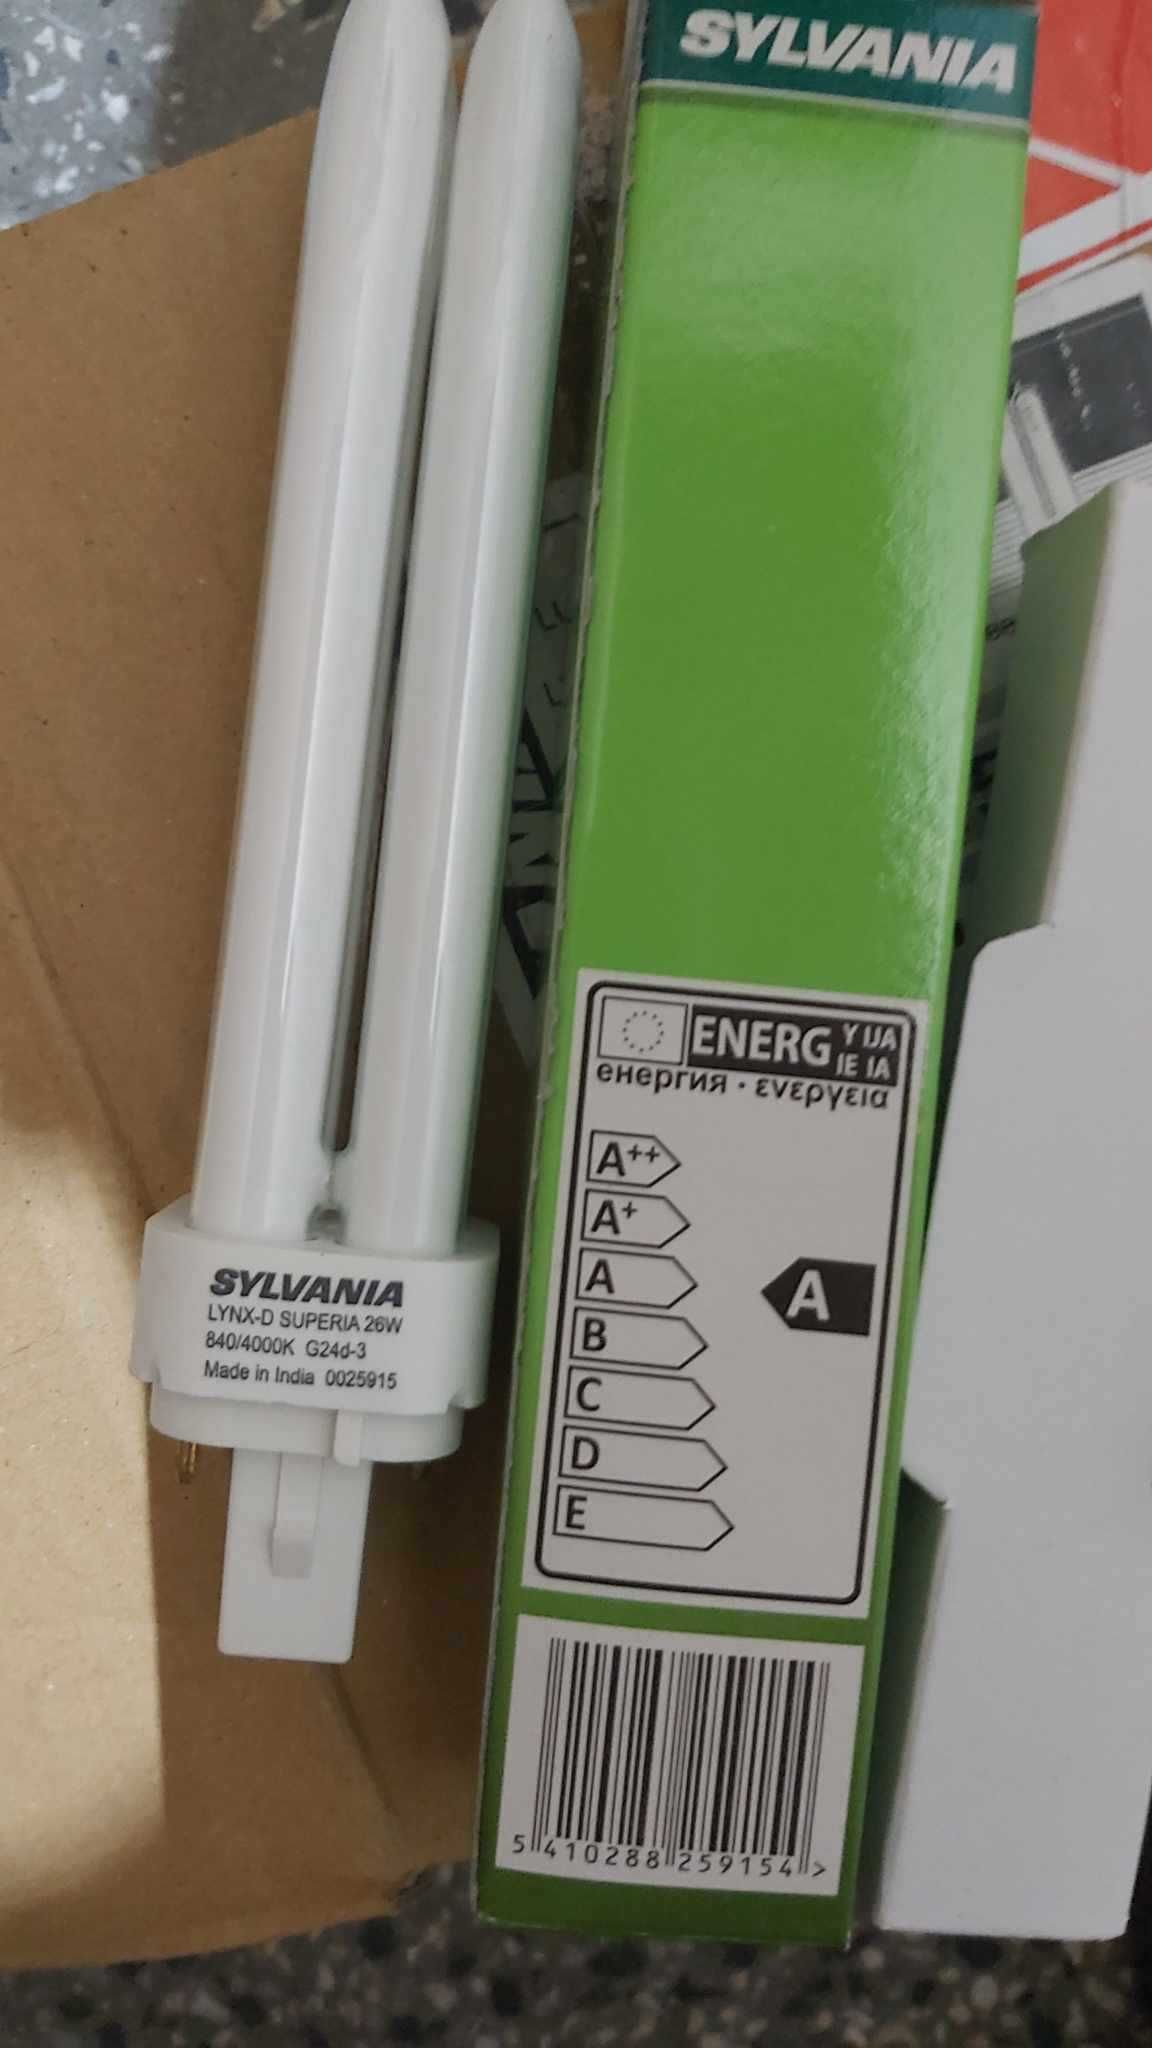 SYLVANIA
SYLVANIA
LYNX-D SUPERIA 26W
840/4000K G24d-3
Made in India 0025915
ENERG Y IJA
IE IA
енергия · ενεργεια
A++
A+
A
A
B
C
D
E
5 410288 259154 >